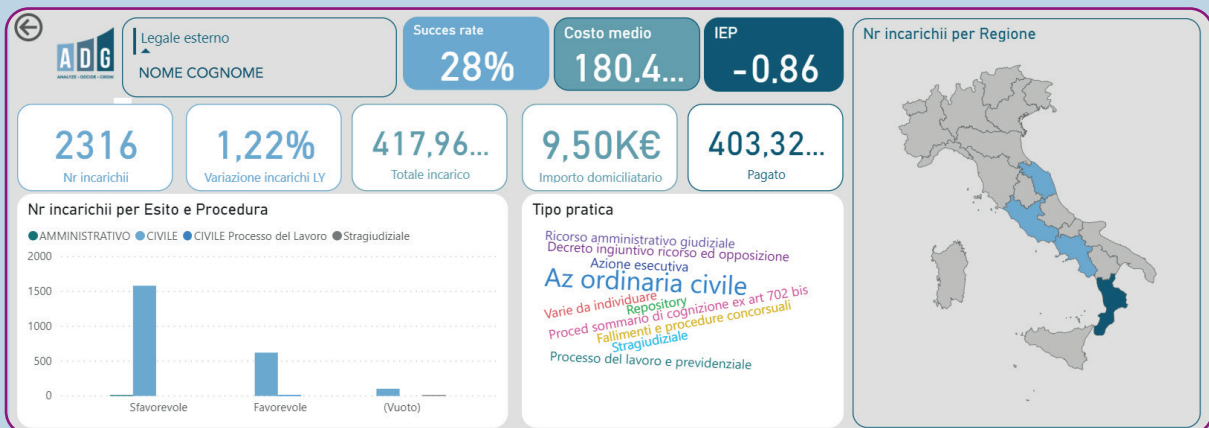 ADG
ANALYZE - DECIDE - GROW
Legale esterno
NOME COGNOME
Succes rate
28%
Costo medio
180.4...
IEP
-0.86
Nr incarichii per Regione
2316
Nr incarichii
1,22%
Variazione incarichi LY
417,96...
Totale incarico
9,50K€
Importo domiciliatario
403,32...
Pagato
Nr incarichii per Esito e Procedura
AMMINISTRATIVO CIVILE CIVILE Processo del Lavoro Stragiudiziale
2000
1500
1000
500
0
Sfavorevole Favorevole (Vuoto)
Tipo pratica
Ricorso amministrativo giudiziale
Decreto ingiuntivo ricorso ed opposizione
Azione esecutiva
Az ordinaria civile
Varie da individuare
Repository
Proced sommario di cognizione ex art 702 bis
Fallimenti e procedure concorsuali
Stragiudiziale
Processo del lavoro e previdenziale